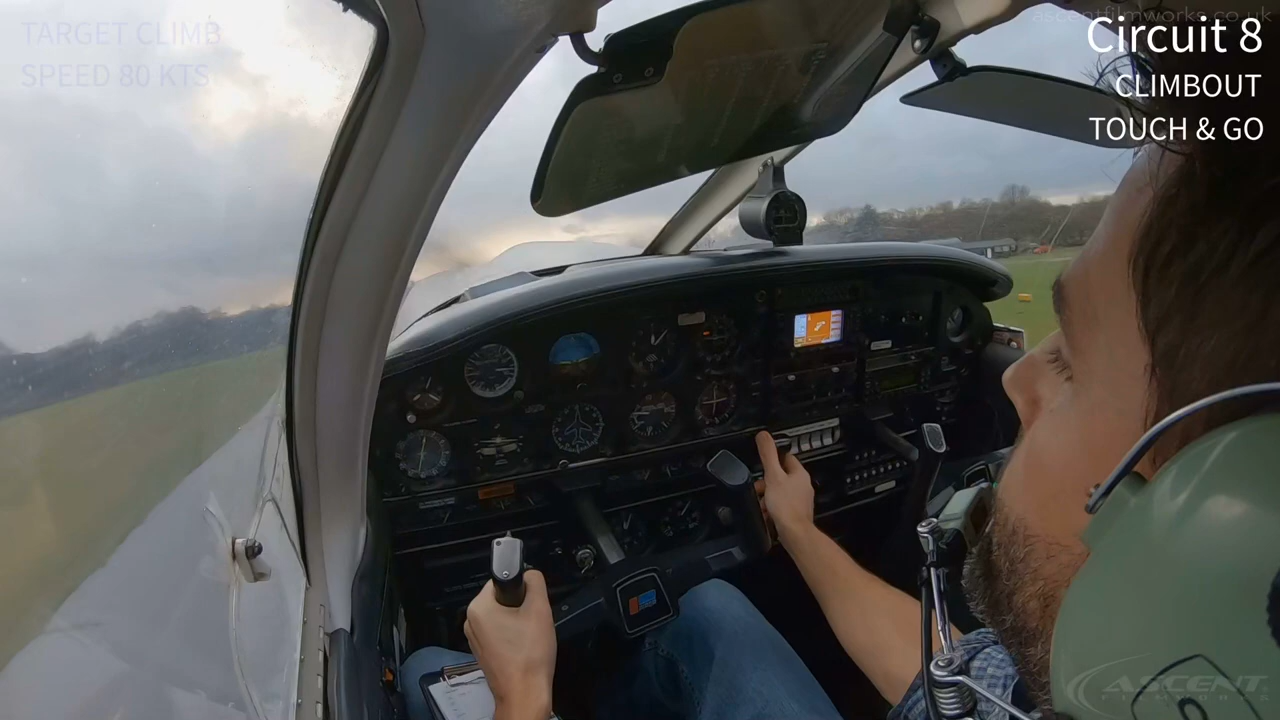 ascentfilmworks.co.uk
TARGET CLIMB
SPEED 80 KTS
Circuit 8
CLIMBOUT
TOUCH & GO
ASCENT